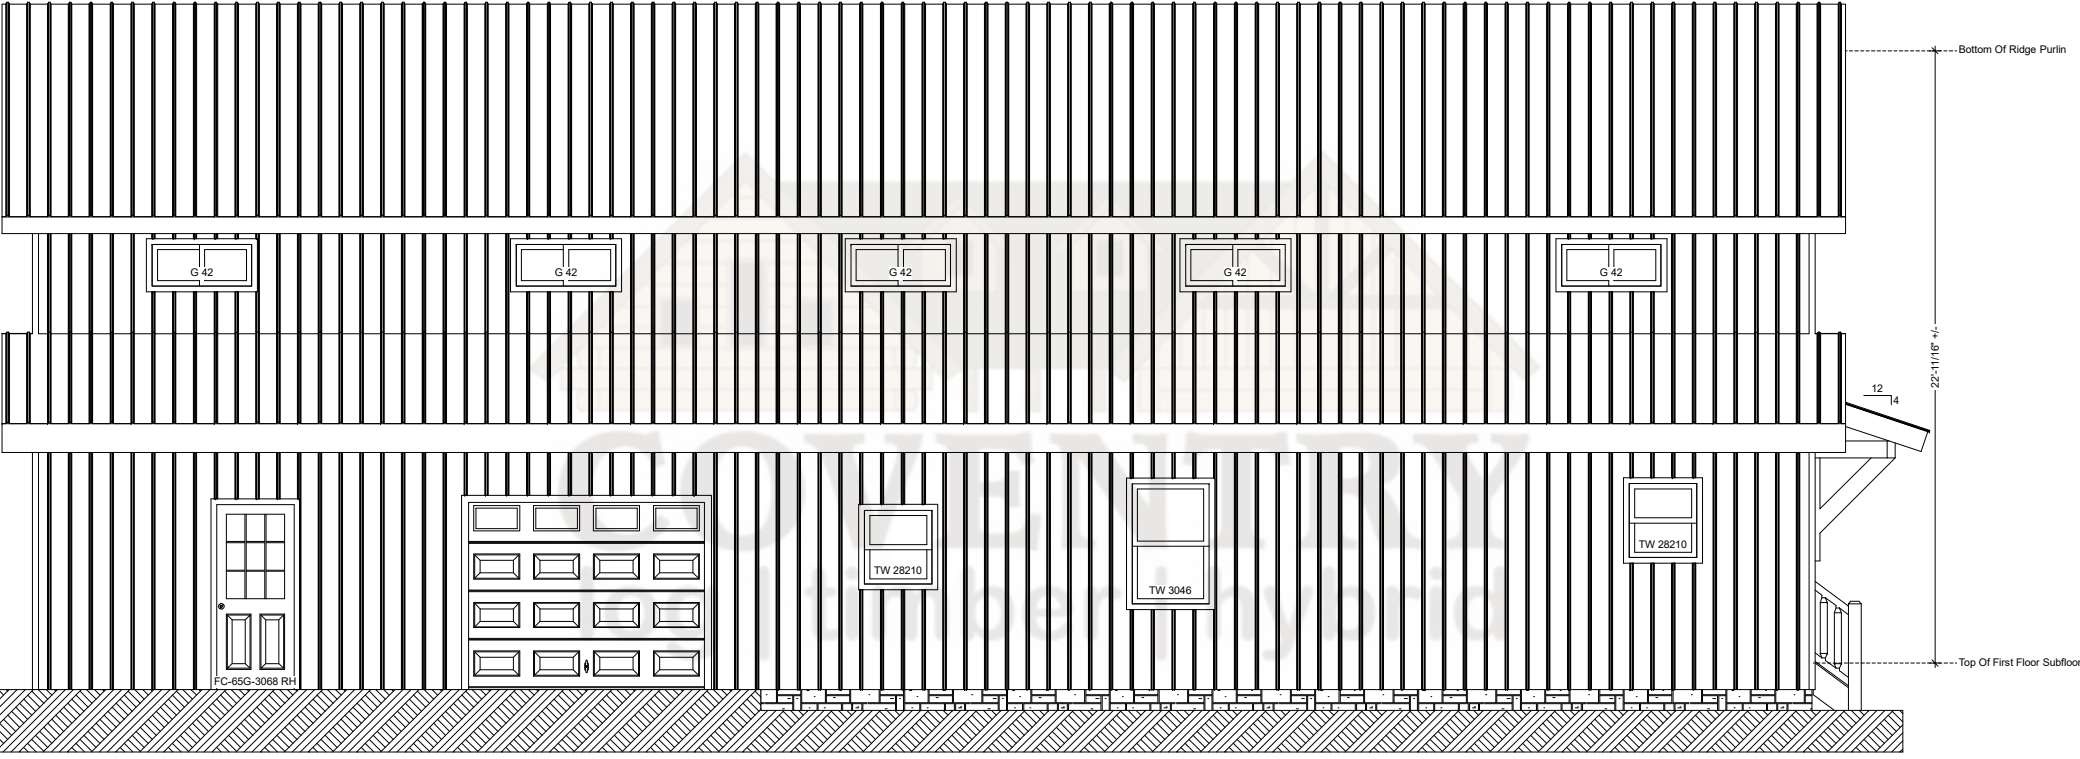 Bottom Of Ridge Purlin
G 42
G 42
G 42
G 42
G 42
22'-11/16" +/-
12
4
COVENTRY
log | timber | hybrid
TW 28210
TW 3046
TW 28210
FC-65G-3068 RH
Top Of First Floor Subfloor